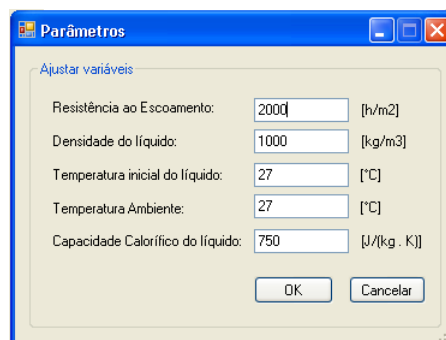 Parâmetros
Ajustar variáveis
Resistência ao Escoamento: 2000 [h/m2]
Densidade do líquido: 1000 [kg/m3]
Temperatura inicial do líquido: 27 [°C]
Temperatura Ambiente: 27 [°C]
Capacidade Calorífico do líquido: 750 [J/(kg . K)]
OK Cancelar